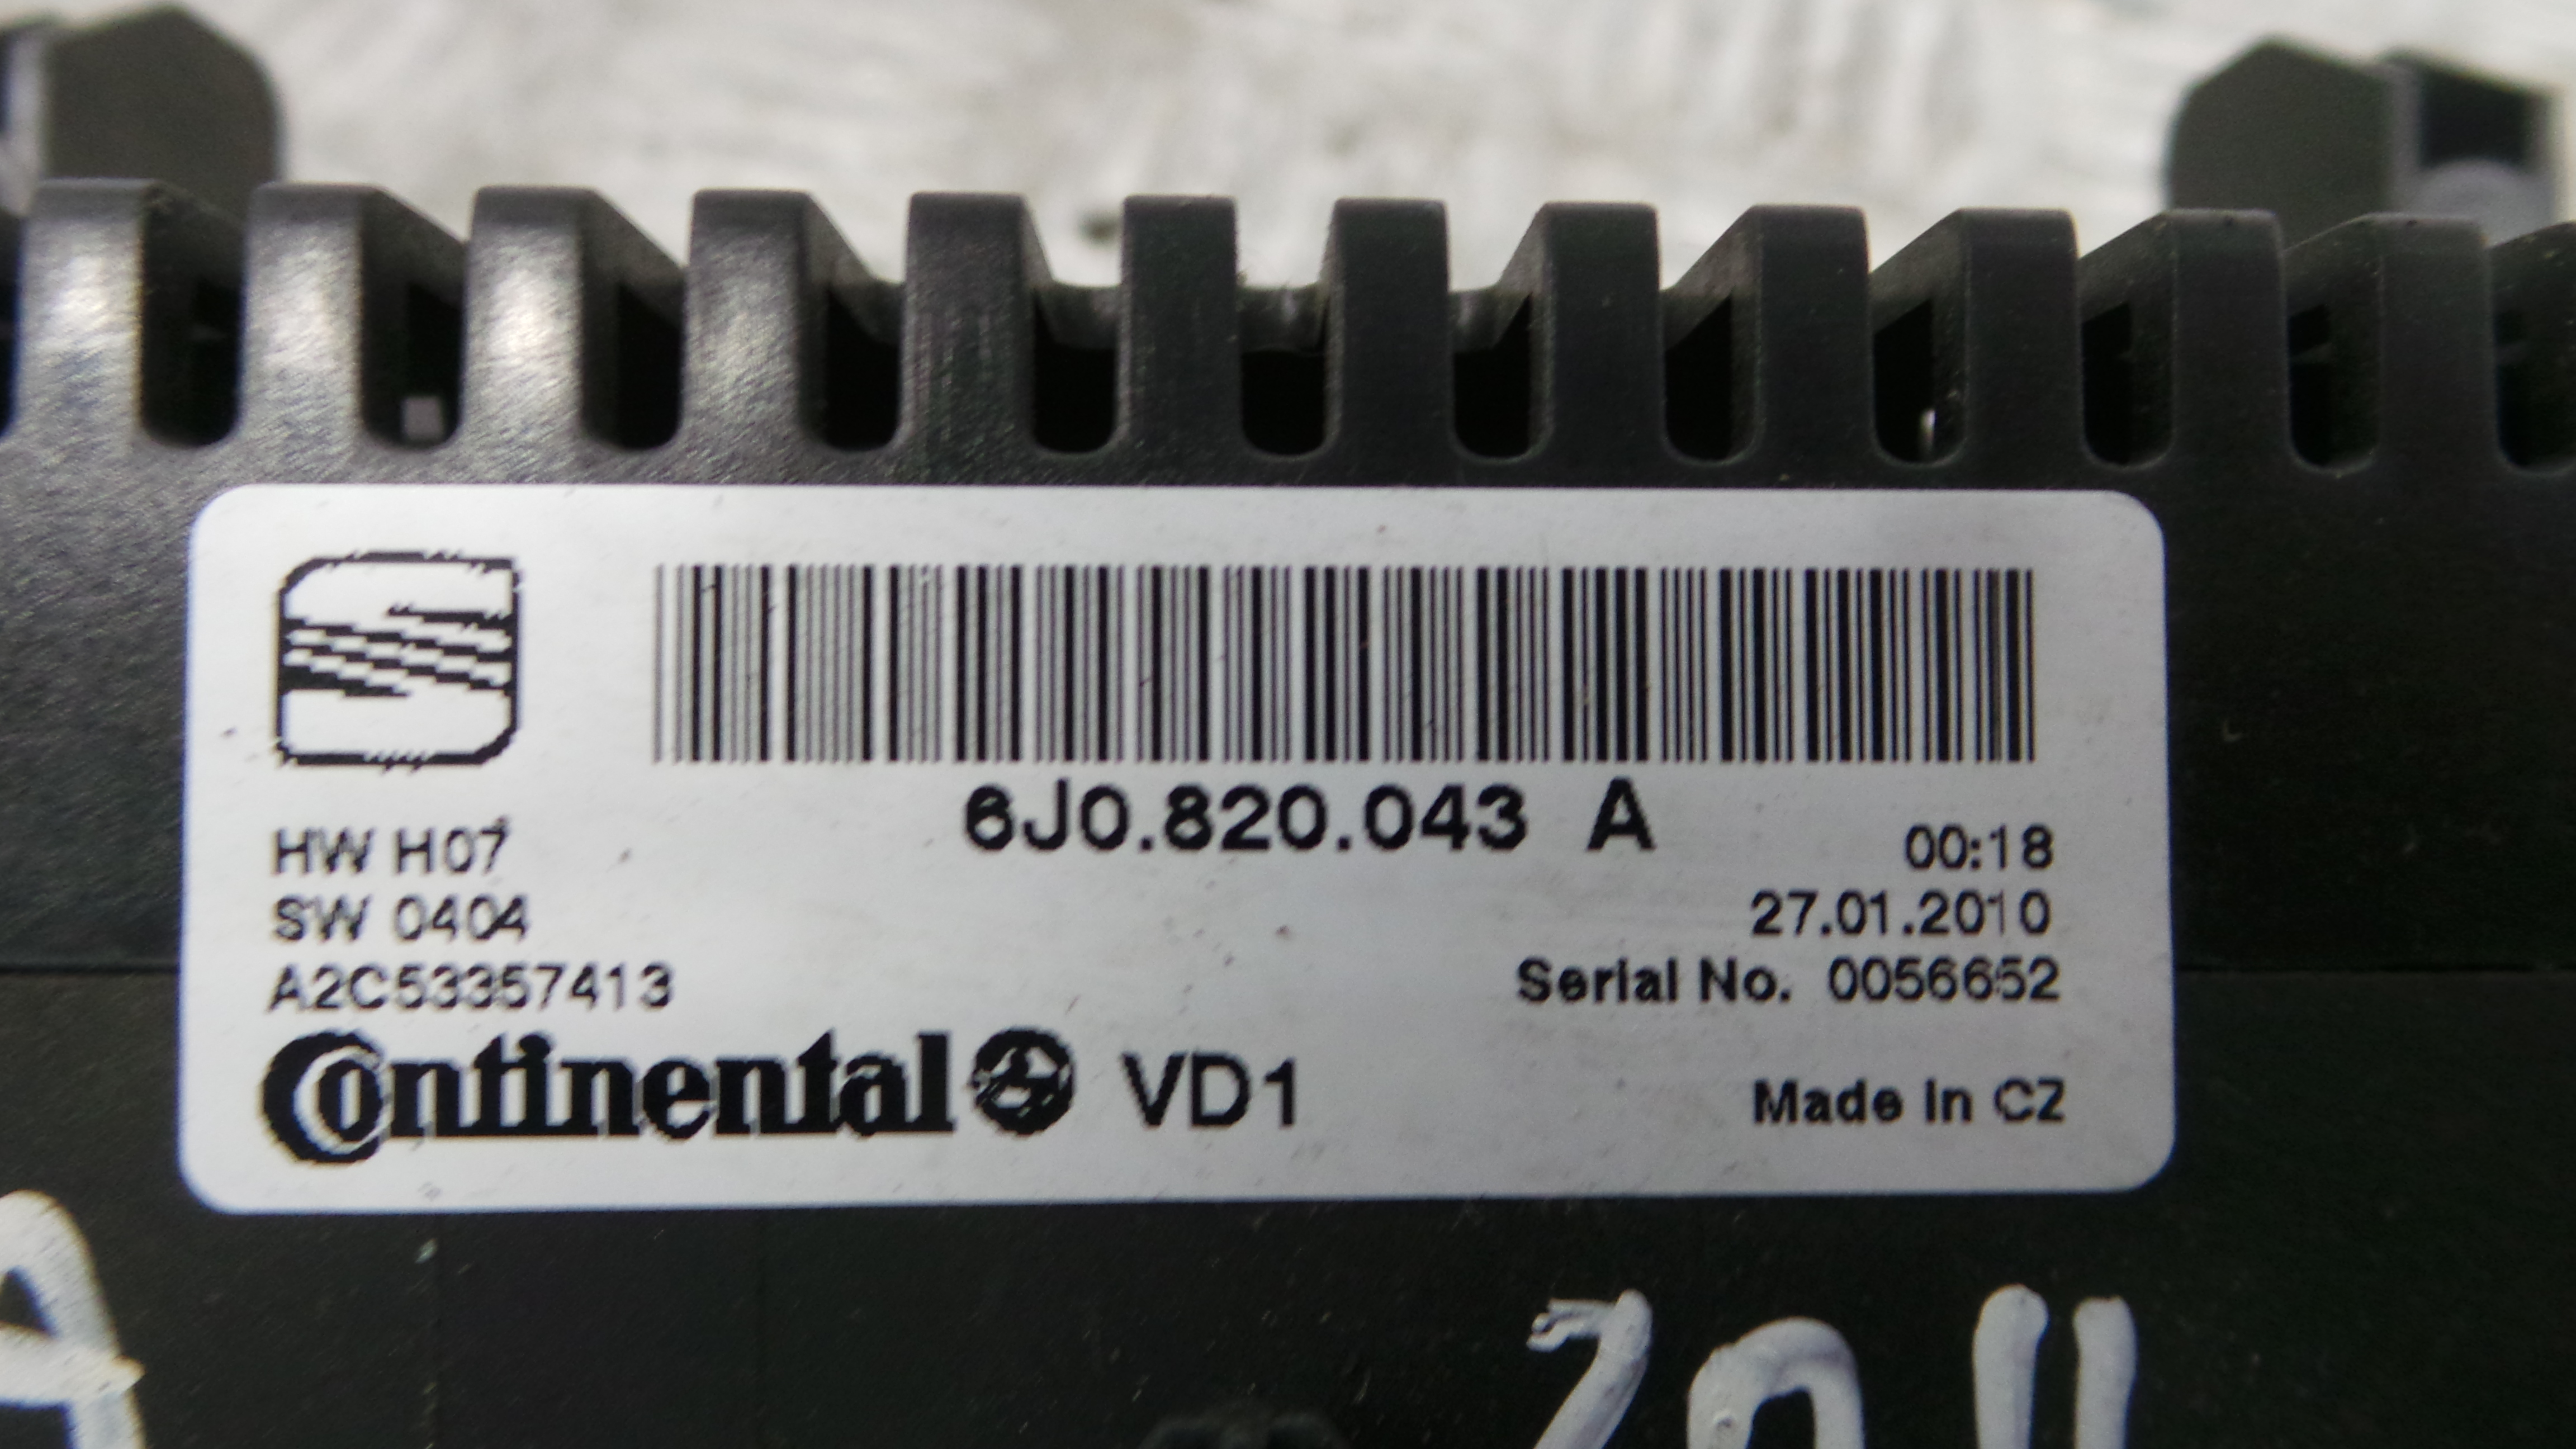 6J0.820.043 A
HW H07
00:18
SW 0404
27.01.2010
A2C53357413
Serial No. 0056652
Continental VD1
Made in CZ
A
2011